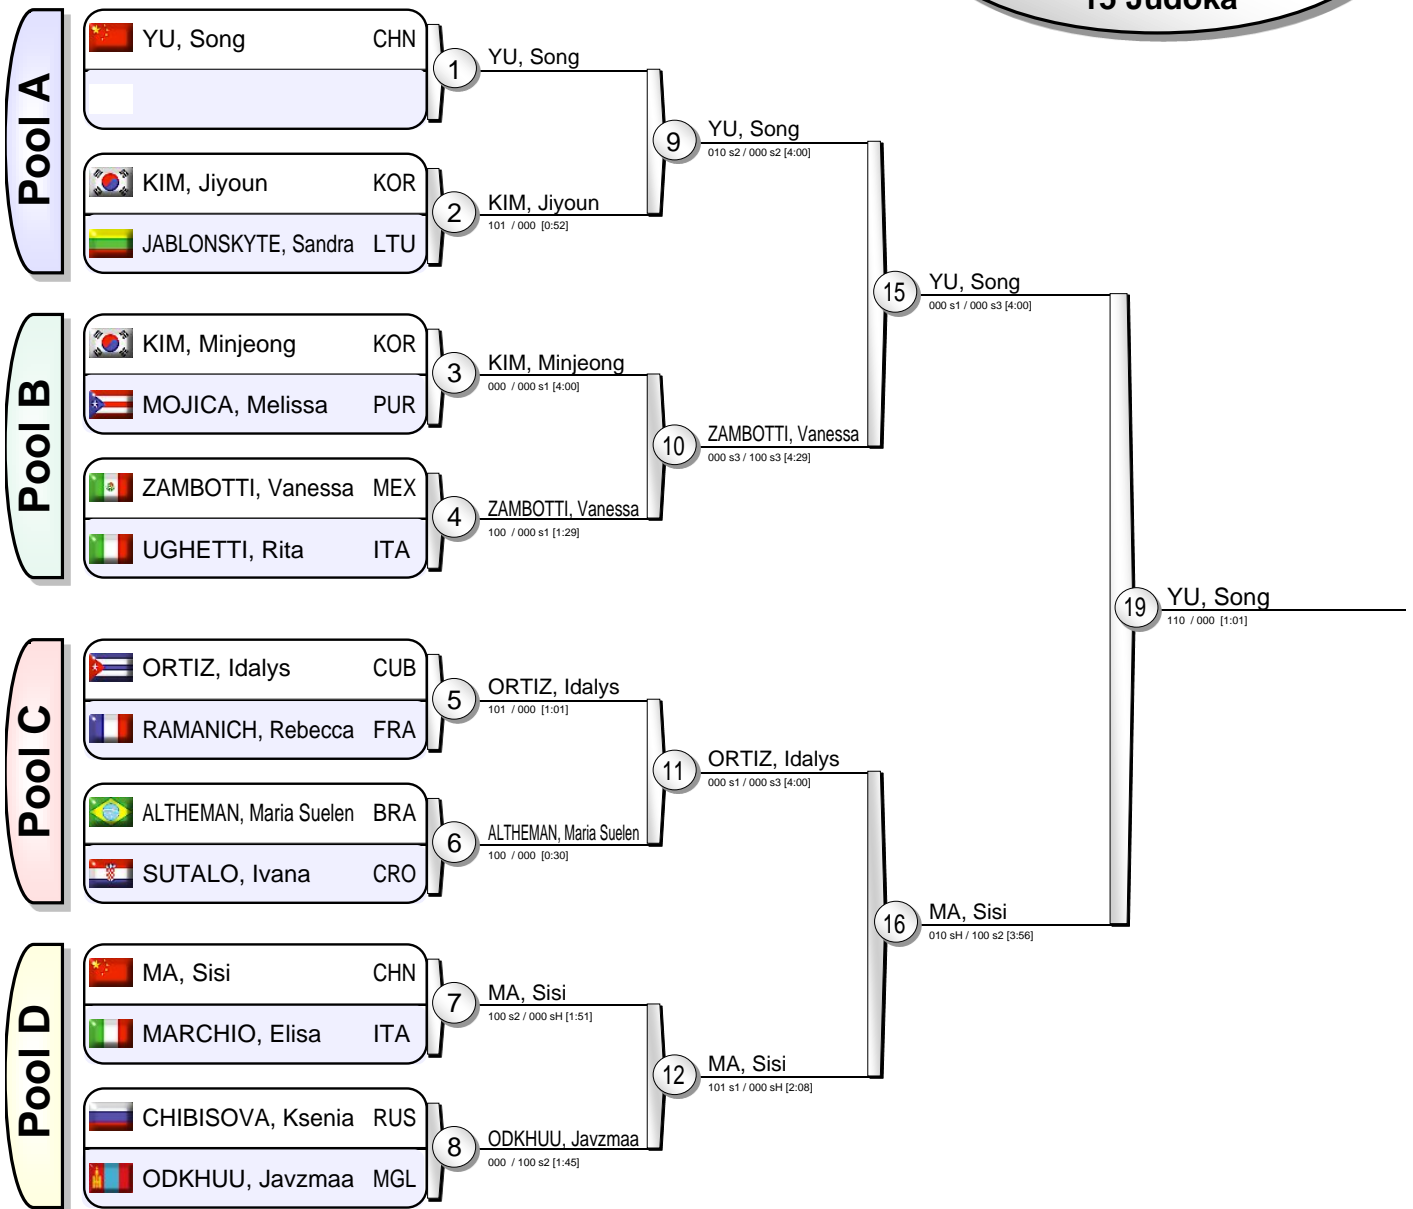 15 Judoka
Pool A
YU, Song CHN
KIM, Jiyoun KOR
JABLONSKYTE, Sandra LTU
1
YU, Song
2
KIM, Jiyoun
101 / 000 [0:52]
9
YU, Song
010 s2 / 000 s2 [4:00]
Pool B
KIM, Minjeong KOR
MOJICA, Melissa PUR
ZAMBOTTI, Vanessa MEX
UGHETTI, Rita ITA
3
KIM, Minjeong
000 / 000 s1 [4:00]
4
ZAMBOTTI, Vanessa
100 / 000 s1 [1:29]
10
ZAMBOTTI, Vanessa
000 s3 / 100 s3 [4:29]
15
YU, Song
000 s1 / 000 s3 [4:00]
Pool C
ORTIZ, Idalys CUB
RAMANICH, Rebecca FRA
ALTHEMAN, Maria Suelen BRA
SUTALO, Ivana CRO
5
ORTIZ, Idalys
101 / 000 [1:01]
6
ALTHEMAN, Maria Suelen
100 / 000 [0:30]
11
ORTIZ, Idalys
000 s1 / 000 s3 [4:00]
Pool D
MA, Sisi CHN
MARCHIO, Elisa ITA
CHIBISOVA, Ksenia RUS
ODKHUU, Javzmaa MGL
7
MA, Sisi
100 s2 / 000 sH [1:51]
8
ODKHUU, Javzmaa
000 / 100 s2 [1:45]
12
MA, Sisi
101 s1 / 000 sH [2:08]
16
MA, Sisi
010 sH / 100 s2 [3:56]
19
YU, Song
110 / 000 [1:01]